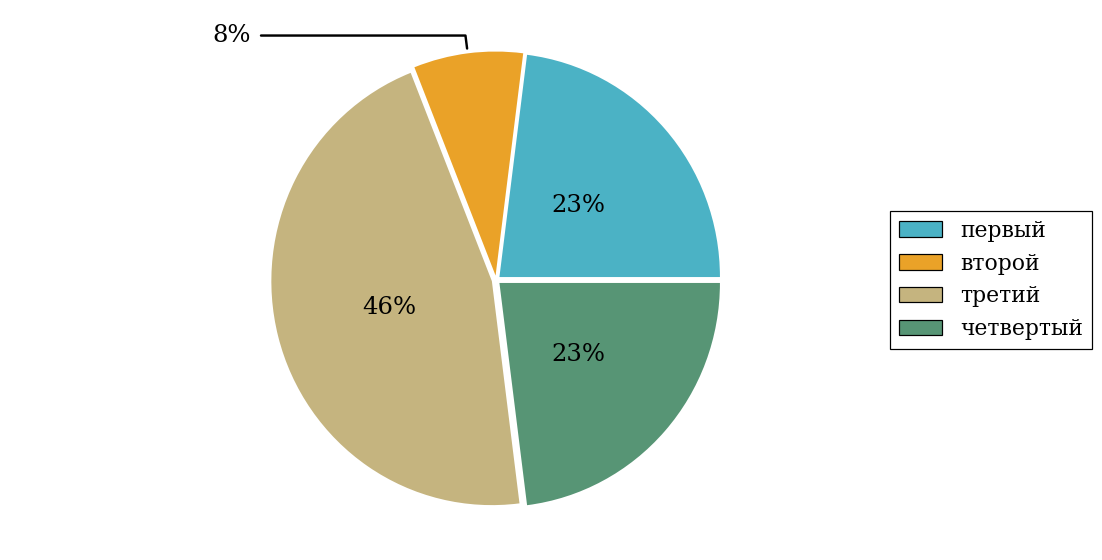 8%
23%
46%
23%
первый
второй
третий
четвертый